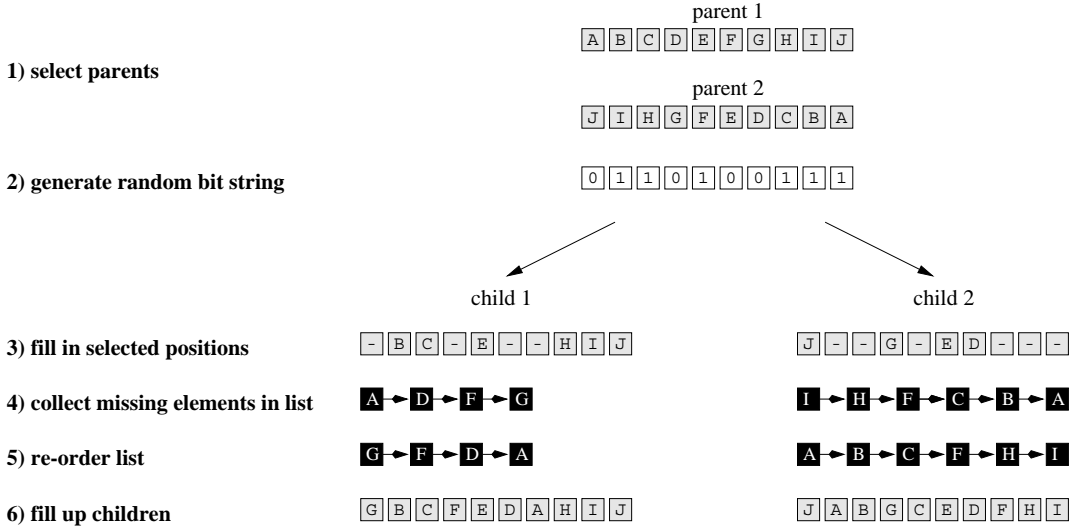 parent 1
A B C D E F G H I J
1) select parents
parent 2
J I H G F E D C B A
2) generate random bit string
0 1 1 0 1 0 0 1 1 1
child 1
child 2
3) fill in selected positions
- B C - E - - H I J
J - - G - E D - - -
4) collect missing elements in list
A D F G
I H F C B A
5) re-order list
G F D A
A B C F H I
6) fill up children
G B C F E D A H I J
J A B G C E D F H I